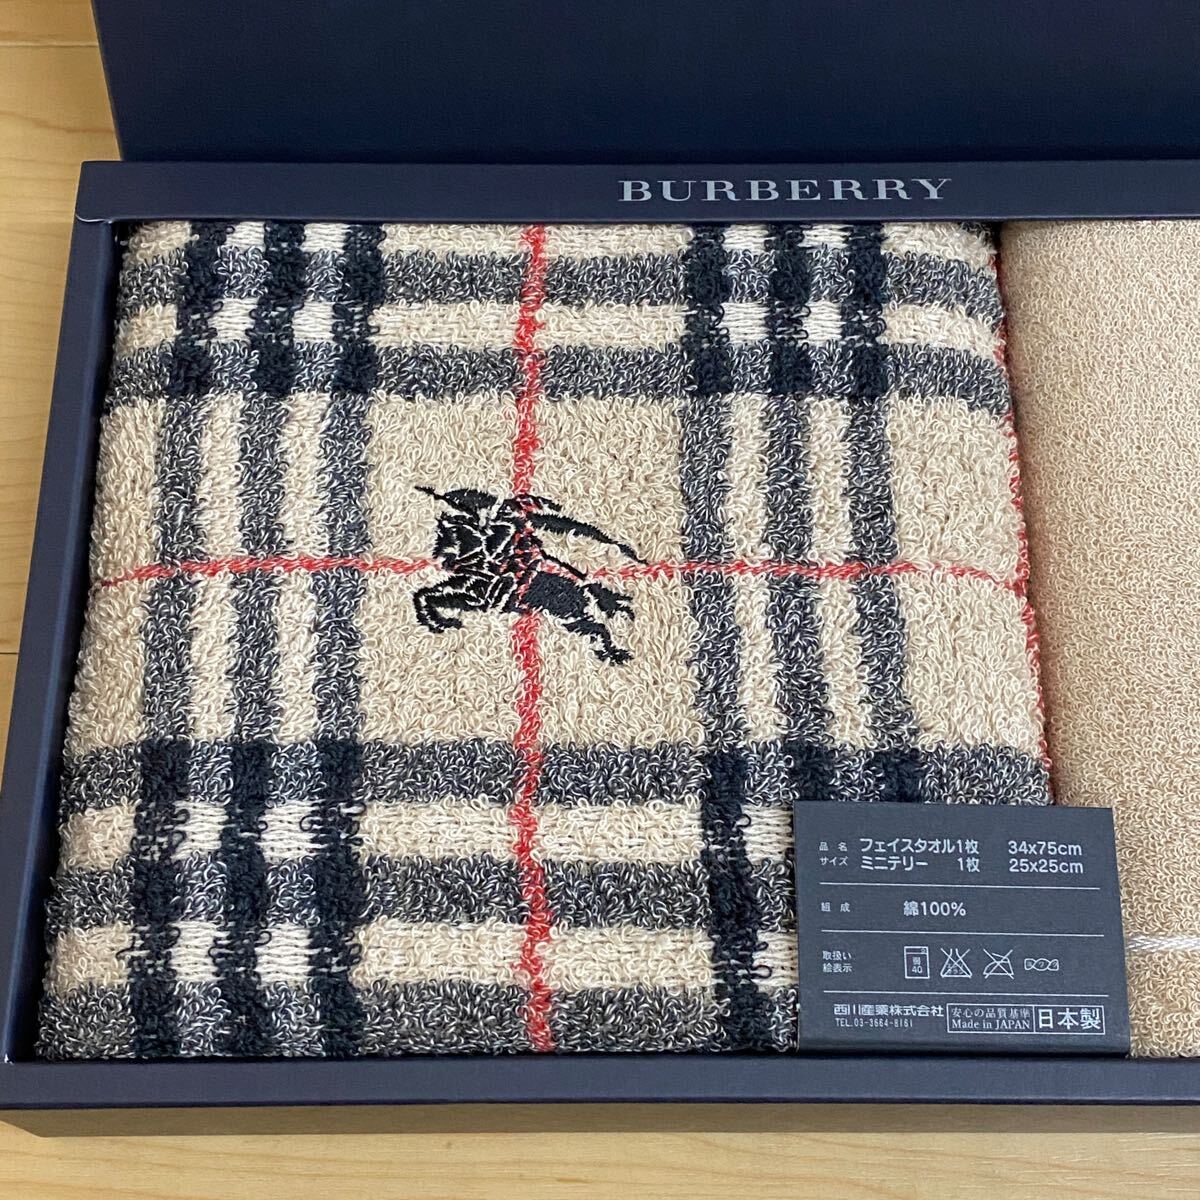 BURBERRY
品名 フェイスタオル1枚 34x75cm
サイズ ミニテリー 1枚 25x25cm
組成 綿100%
取扱い
絵表示
40
西川産業株式会社
TEL.03-3664-8161
安心の品質基準
Made in JAPAN
日本製